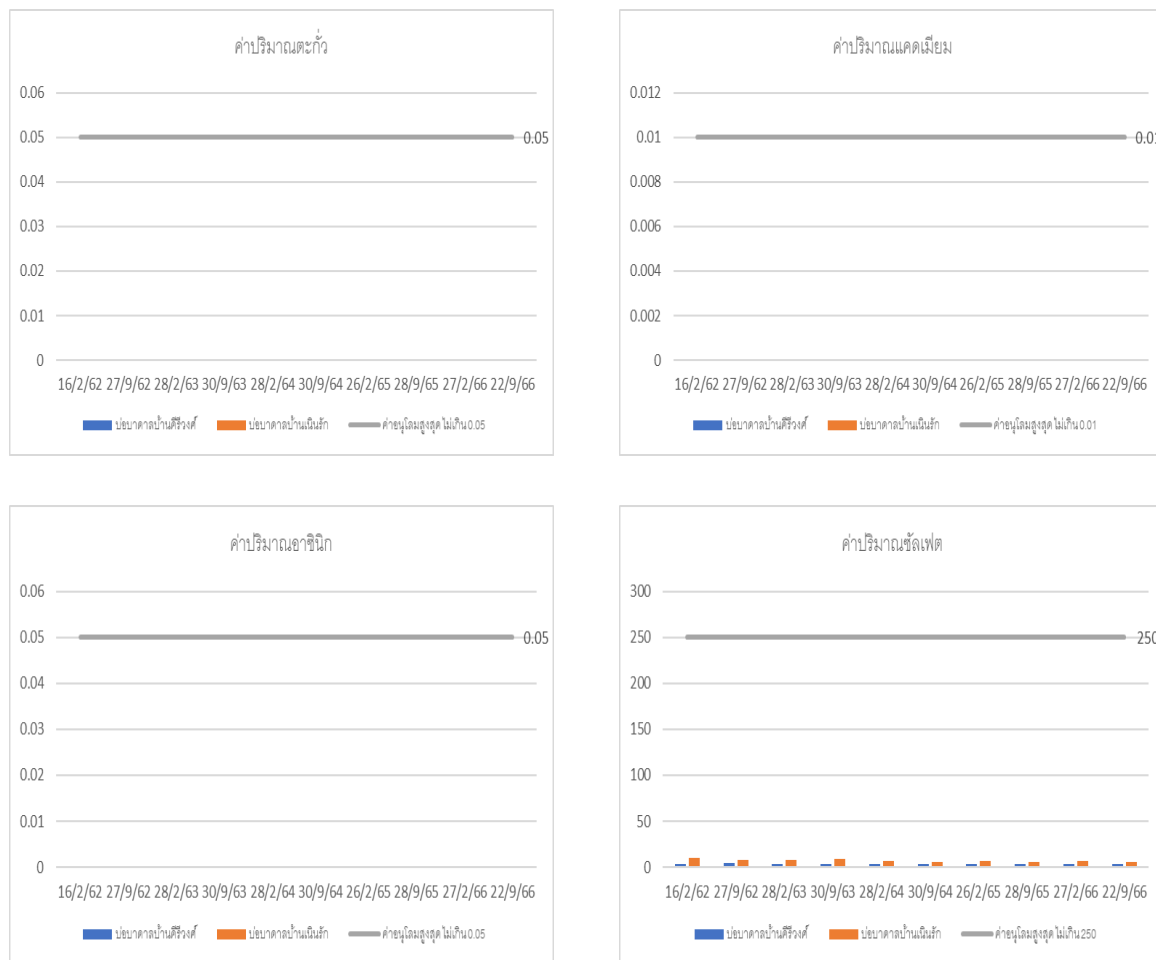 ค่าปริมาณตะกั่ว
0.06
0.05
0.04
0.03
0.02
0.01
0
0.05
16/2/62 27/9/62 28/2/63 30/9/63 28/2/64 30/9/64 26/2/65 28/9/65 27/2/66 22/9/66
บ่อบาดาลบ้านคีรีวงศ์ บ่อบาดาลบ้านเนินรัก ค่าอนุโลมสูงสุด ไม่เกิน 0.05
ค่าปริมาณแคดเมียม
0.012
0.01
0.008
0.006
0.004
0.002
0
0.01
16/2/62 27/9/62 28/2/63 30/9/63 28/2/64 30/9/64 26/2/65 28/9/65 27/2/66 22/9/66
บ่อบาดาลบ้านคีรีวงศ์ บ่อบาดาลบ้านเนินรัก ค่าอนุโลมสูงสุด ไม่เกิน 0.01
ค่าปริมาณอาซินิก
0.06
0.05
0.04
0.03
0.02
0.01
0
0.05
16/2/62 27/9/62 28/2/63 30/9/63 28/2/64 30/9/64 26/2/65 28/9/65 27/2/66 22/9/66
บ่อบาดาลบ้านคีรีวงศ์ บ่อบาดาลบ้านเนินรัก ค่าอนุโลมสูงสุด ไม่เกิน 0.05
ค่าปริมาณซัลเฟต
300
250
200
150
100
50
0
250
16/2/62 27/9/62 28/2/63 30/9/63 28/2/64 30/9/64 26/2/65 28/9/65 27/2/66 22/9/66
บ่อบาดาลบ้านคีรีวงศ์ บ่อบาดาลบ้านเนินรัก ค่าอนุโลมสูงสุด ไม่เกิน 250